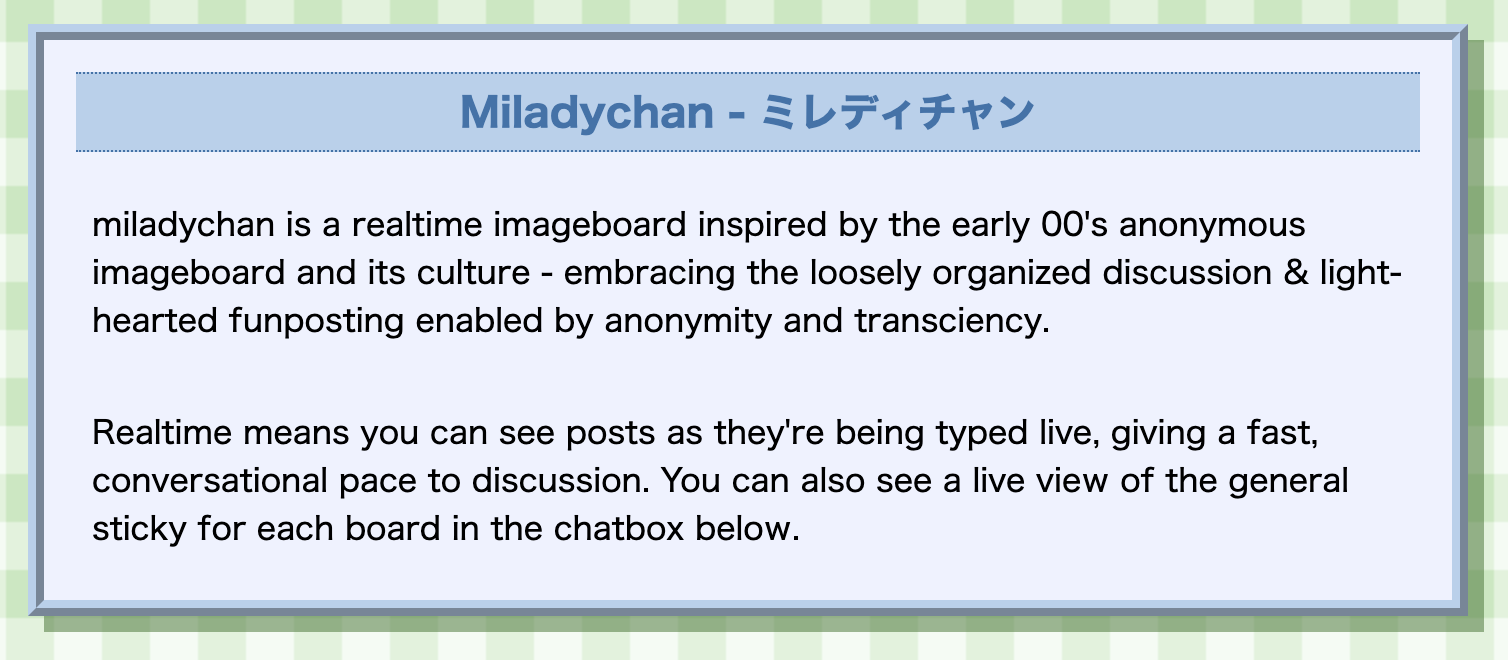 Miladychan - ミレディチャン
miladychan is a realtime imageboard inspired by the early 00's anonymous
imageboard and its culture - embracing the loosely organized discussion & light-
hearted funposting enabled by anonymity and transciency.
Realtime means you can see posts as they're being typed live, giving a fast,
conversational pace to discussion. You can also see a live view of the general
sticky for each board in the chatbox below.